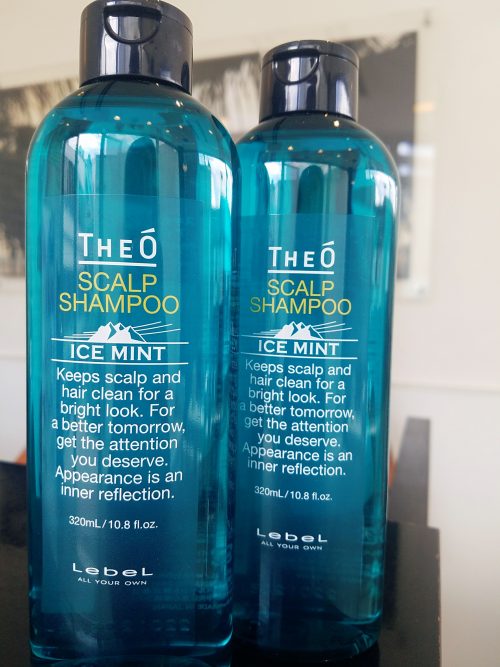 THEÓ
SCALP
SHAMPOO
ICE MINT
Keeps scalp and
hair clean for a
bright look. For
a better tomorrow,
get the attention
you deserve.
Appearance is an
inner reflection.
320mL/10.8 fl.oz.
LebeL
ALL YOUR OWN
THEÓ
SCALP
SHAMPOO
ICE MINT
Keeps scalp and
hair clean for a
bright look. For
a better tomorrow,
get the attention
you deserve.
Appearance is an
inner reflection.
320mL/10.8 fl.oz.
LebeL
ALL YOUR OWN